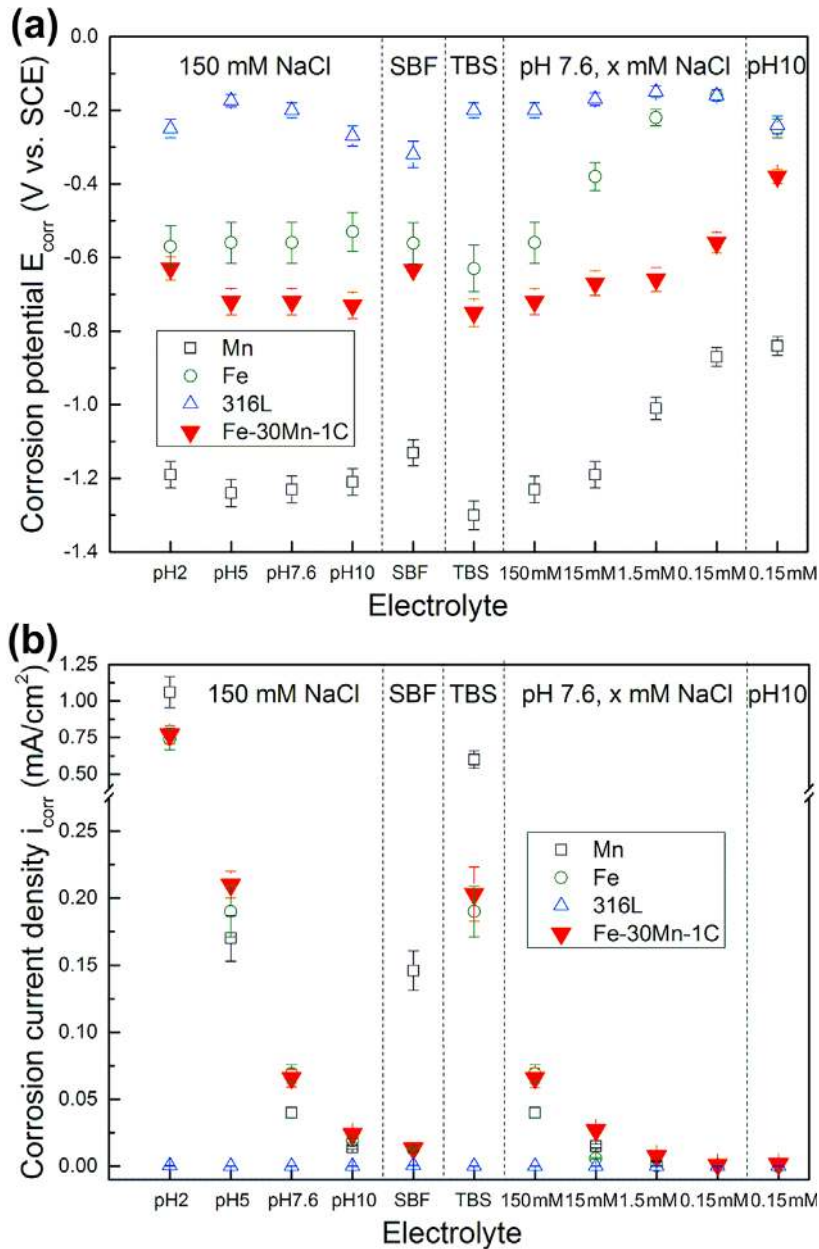 (a)
Corrosion potential E_corr (V vs. SCE)
0.0
-0.2
-0.4
-0.6
-0.8
-1.0
-1.2
-1.4
150 mM NaCl
SBF
TBS
pH 7.6, x mM NaCl
pH10
Mn
Fe
316L
Fe-30Mn-1C
pH2 pH5 pH7.6 pH10 SBF TBS 150mM 15mM 1.5mM 0.15mM 0.15mM
Electrolyte
(b)
Corrosion current density i_corr (mA/cm²)
1.25
1.00
0.75
0.50
0.25
0.20
0.15
0.10
0.05
0.00
150 mM NaCl
SBF
TBS
pH 7.6, x mM NaCl
pH10
Mn
Fe
316L
Fe-30Mn-1C
pH2 pH5 pH7.6 pH10 SBF TBS 150mM 15mM 1.5mM 0.15mM 0.15mM
Electrolyte